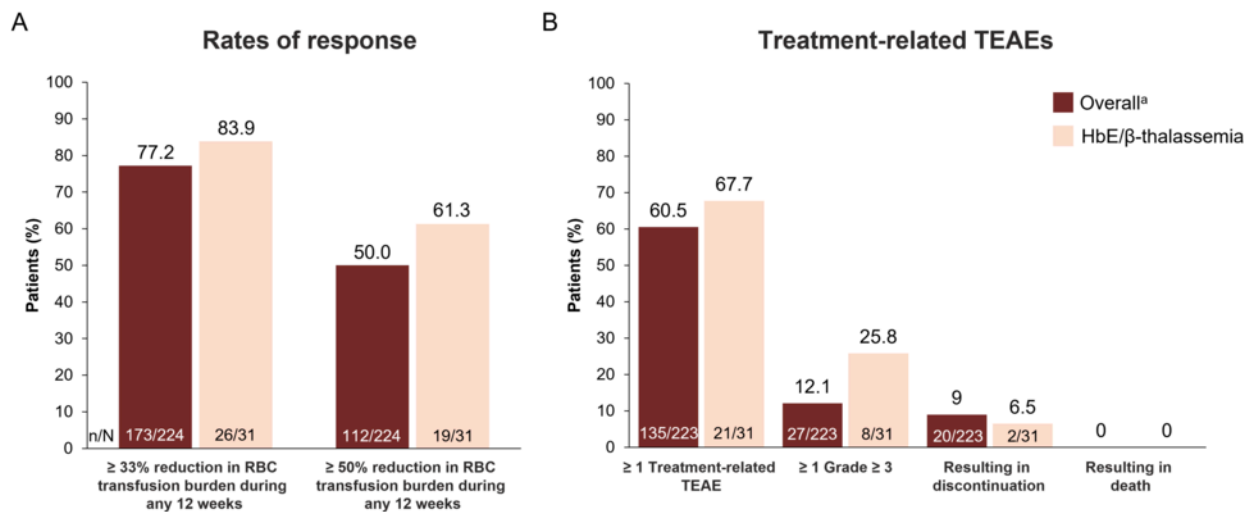 A
Rates of response
100
90
80
70
60
50
40
30
20
10
0
Patients (%)
77.2
83.9
50.0
61.3
n/N
173/224
26/31
112/224
19/31
≥ 33% reduction in RBC
transfusion burden during
any 12 weeks
≥ 50% reduction in RBC
transfusion burden during
any 12 weeks
B
Treatment-related TEAEs
Overallᵃ
HbE/β-thalassemia
100
90
80
70
60
50
40
30
20
10
0
Patients (%)
60.5
67.7
12.1
25.8
9
6.5
0
0
135/223
21/31
27/223
8/31
20/223
2/31
≥ 1 Treatment-related
TEAE
≥ 1 Grade ≥ 3
Resulting in
discontinuation
Resulting in
death